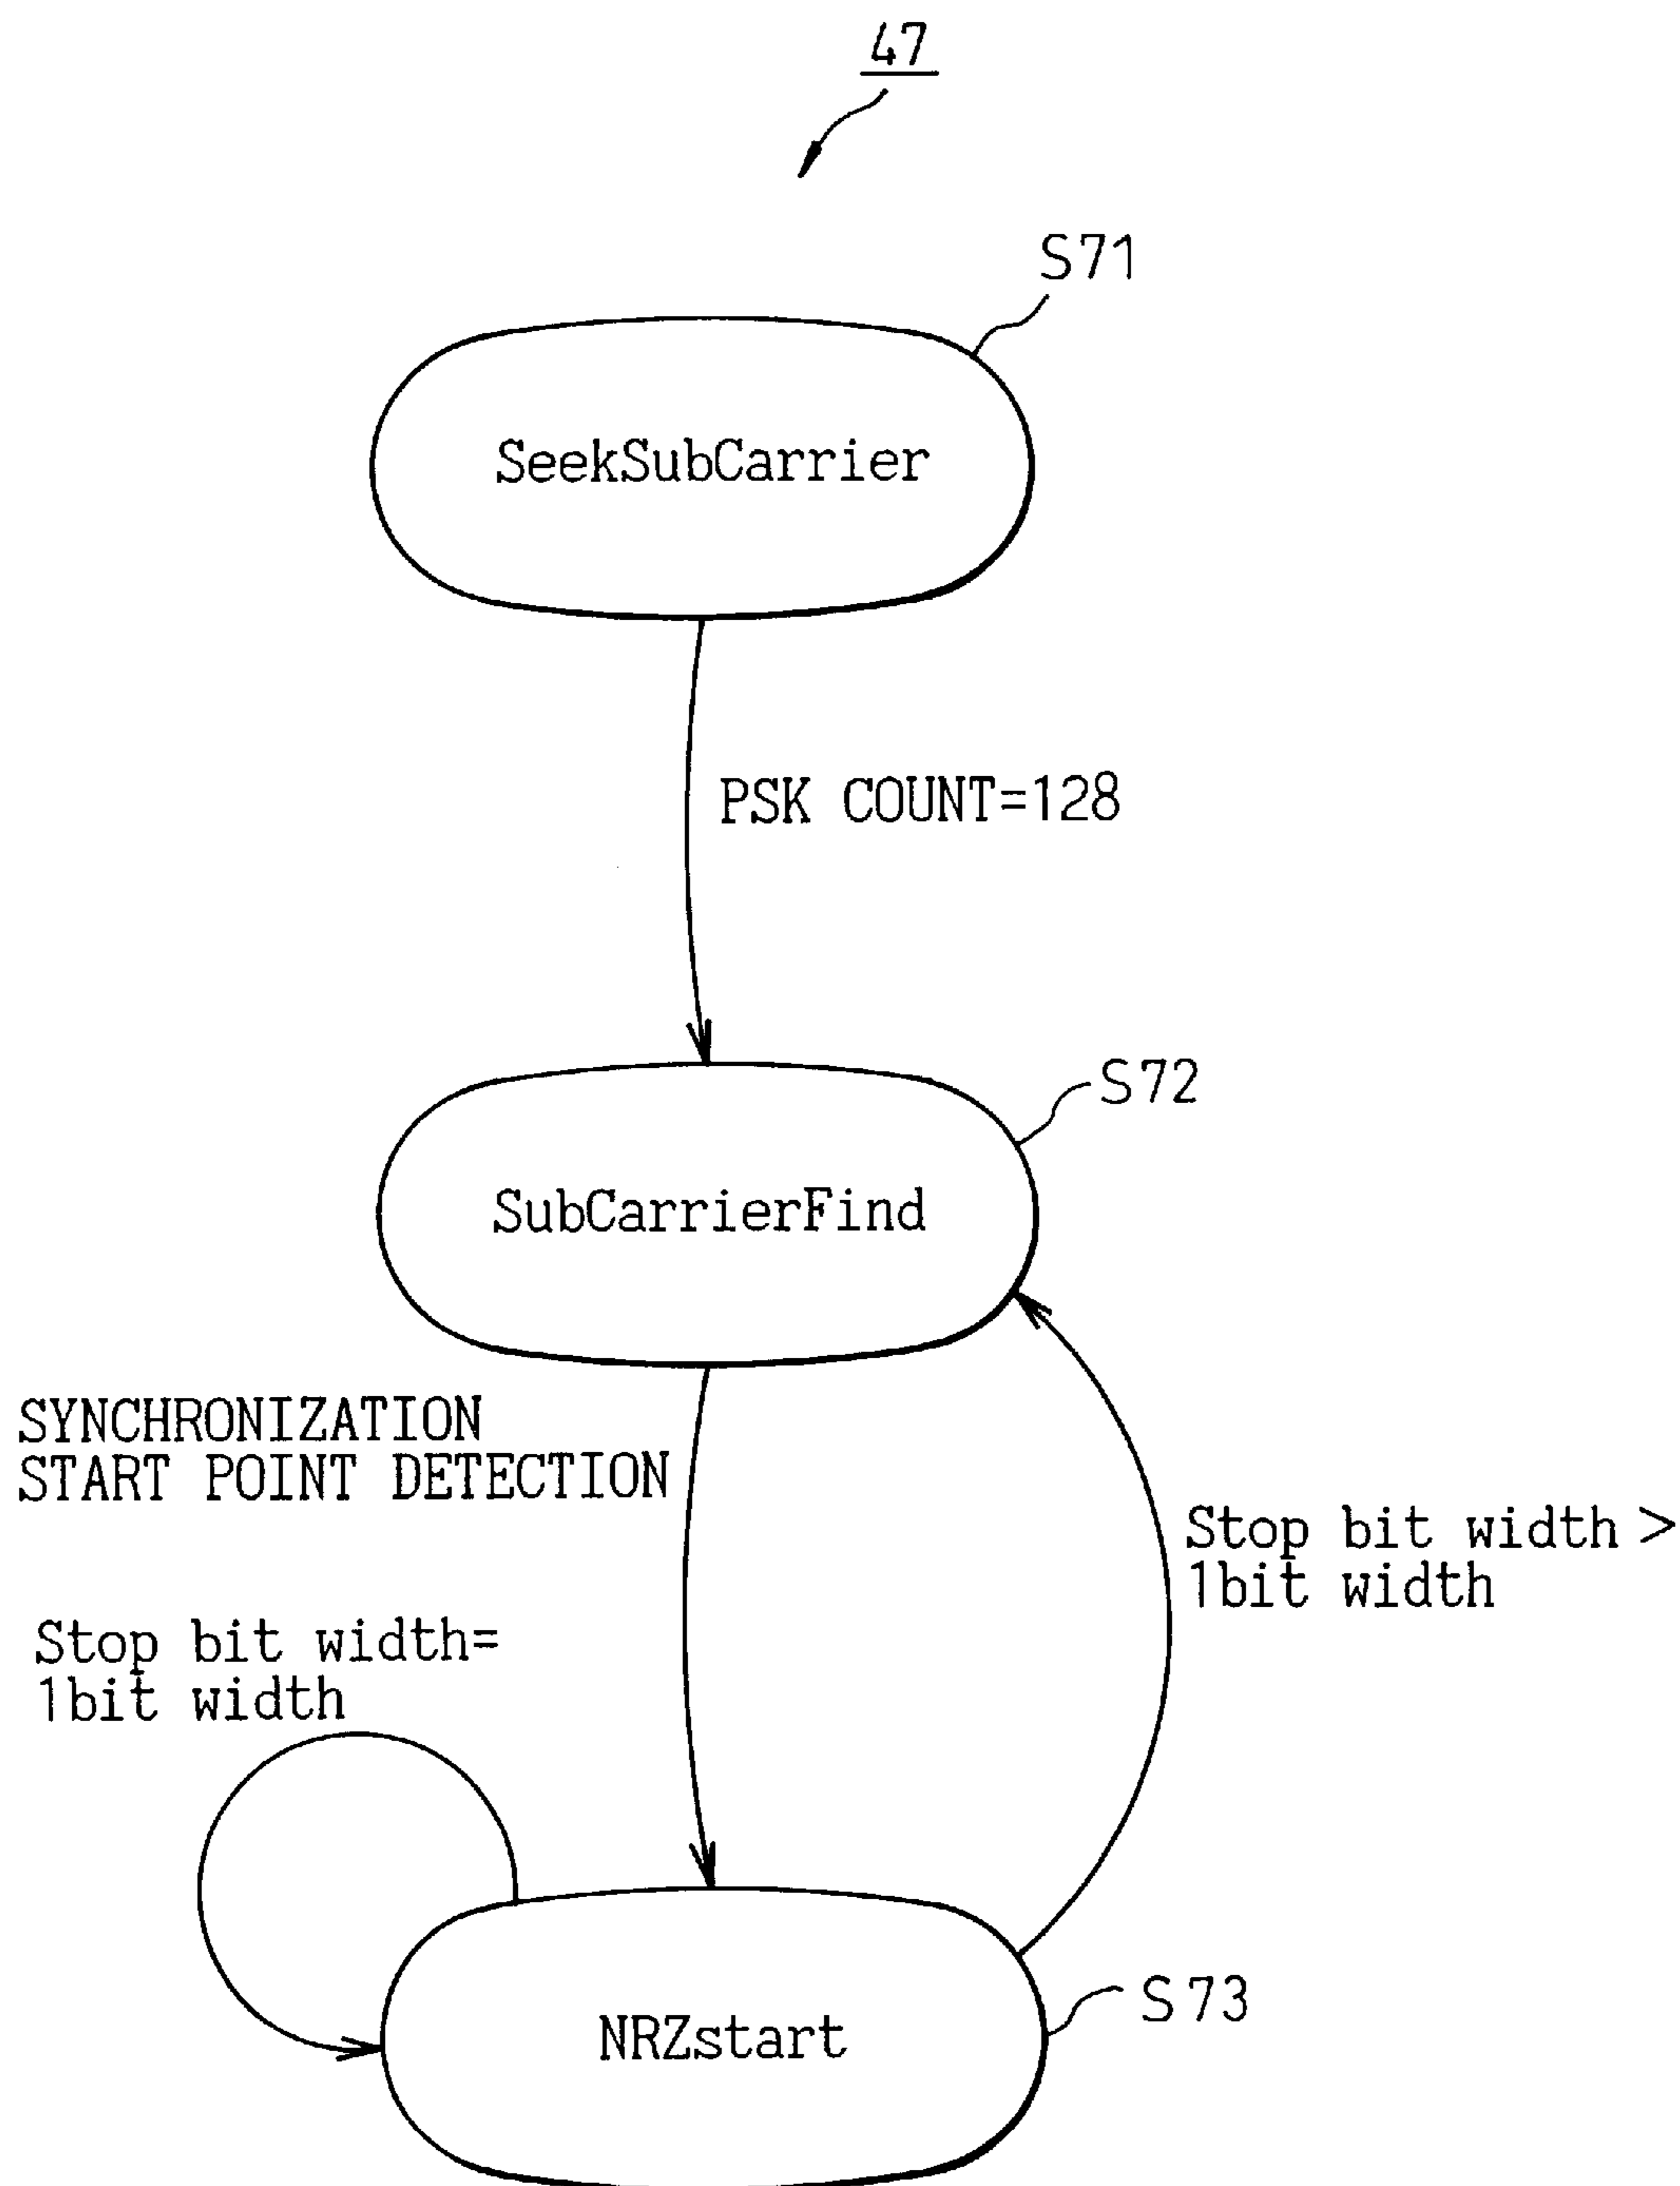 47
S71
SeekSubCarrier
PSK COUNT=128
S72
SubCarrierFind
SYNCHRONIZATION
START POINT DETECTION
Stop bit width >
1bit width
Stop bit width=
1bit width
S73
NRZstart